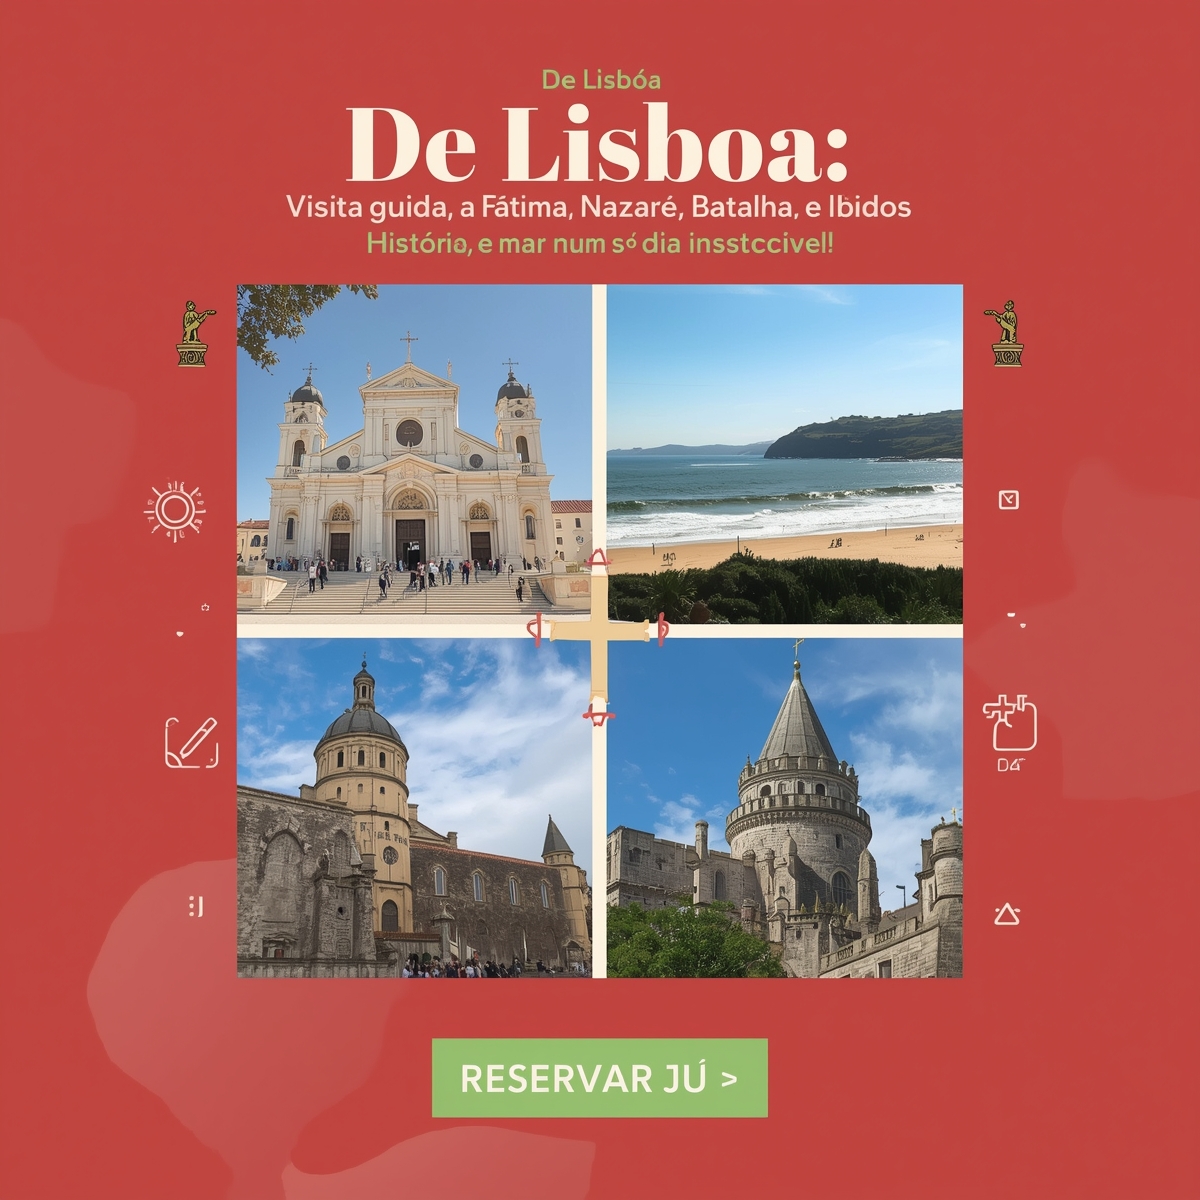 De Lisbóa
De Lisboa:
Visita guida, a Fátima, Nazaré, Batalha, e Ibidos
História, e mar num só dia insstccivel!
RESERVAR JÚ >